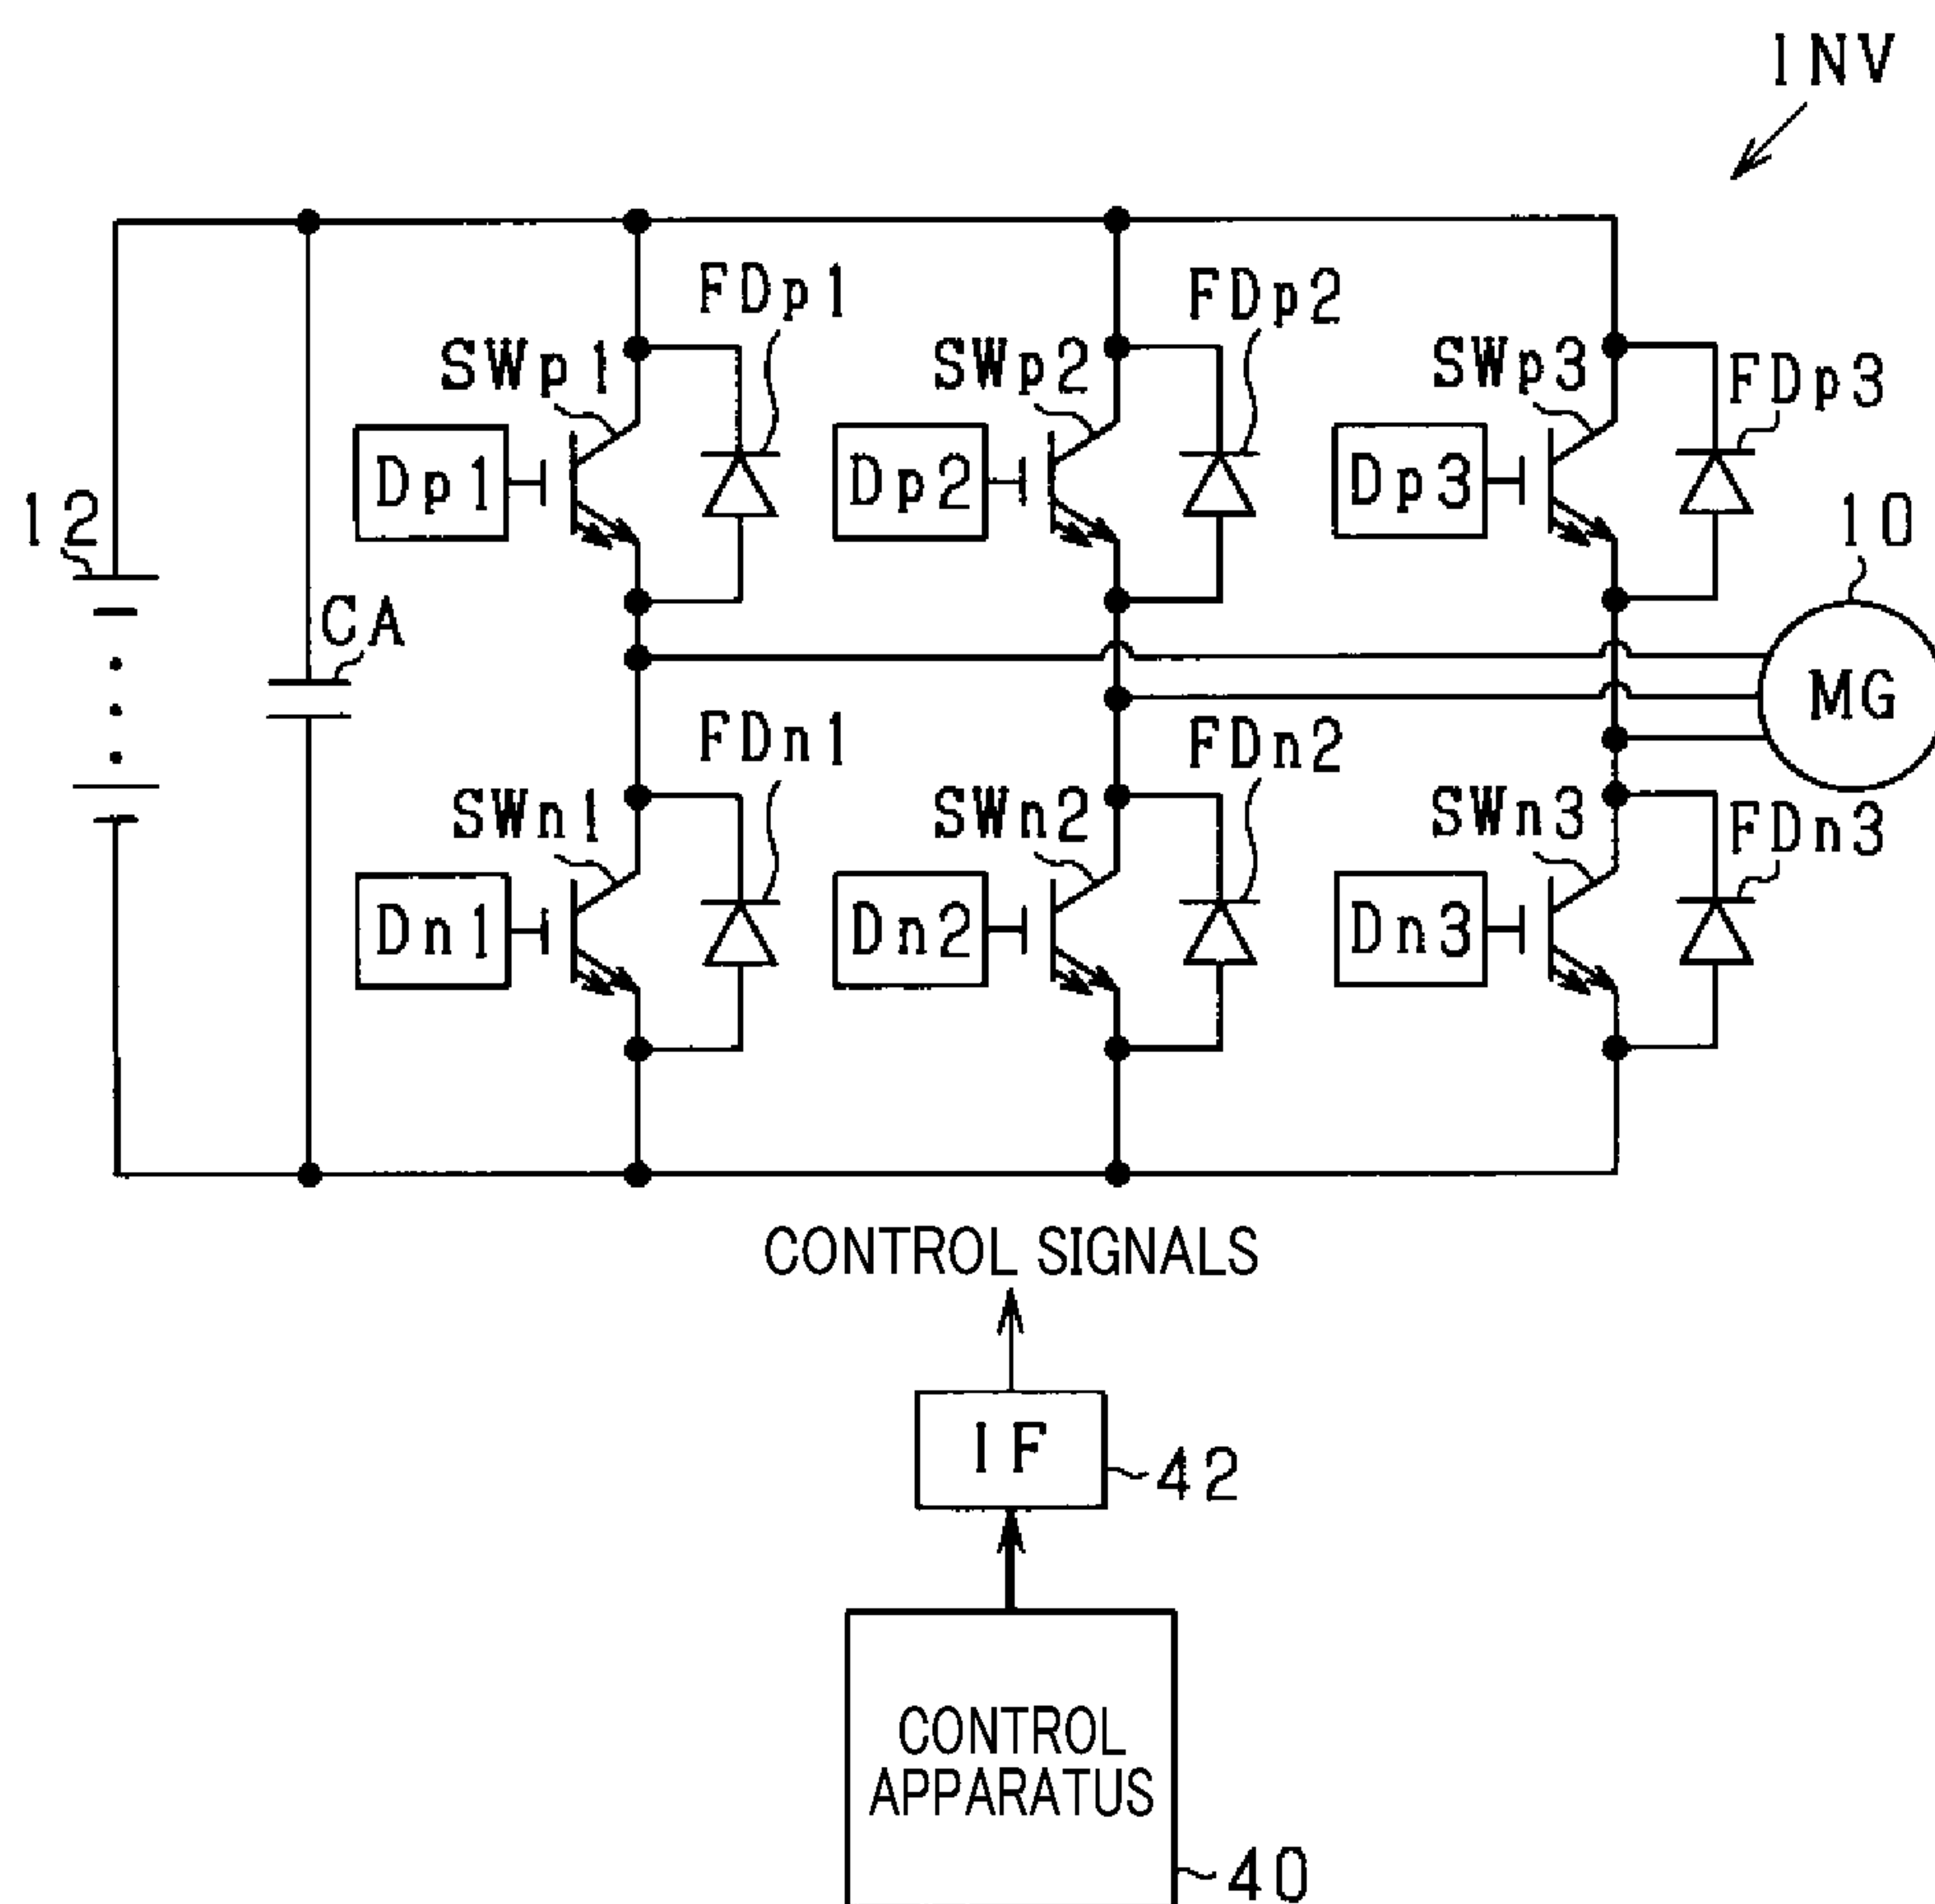 INV
FDp1
FDp2
SWp1
SWp2
SWp3
FDp3
Dp1
Dp2
Dp3
12
10
CA
MG
FDn1
FDn2
SWn1
SWn2
SWn3
FDn3
Dn1
Dn2
Dn3
CONTROL SIGNALS
IF
42
CONTROL
APPARATUS
40